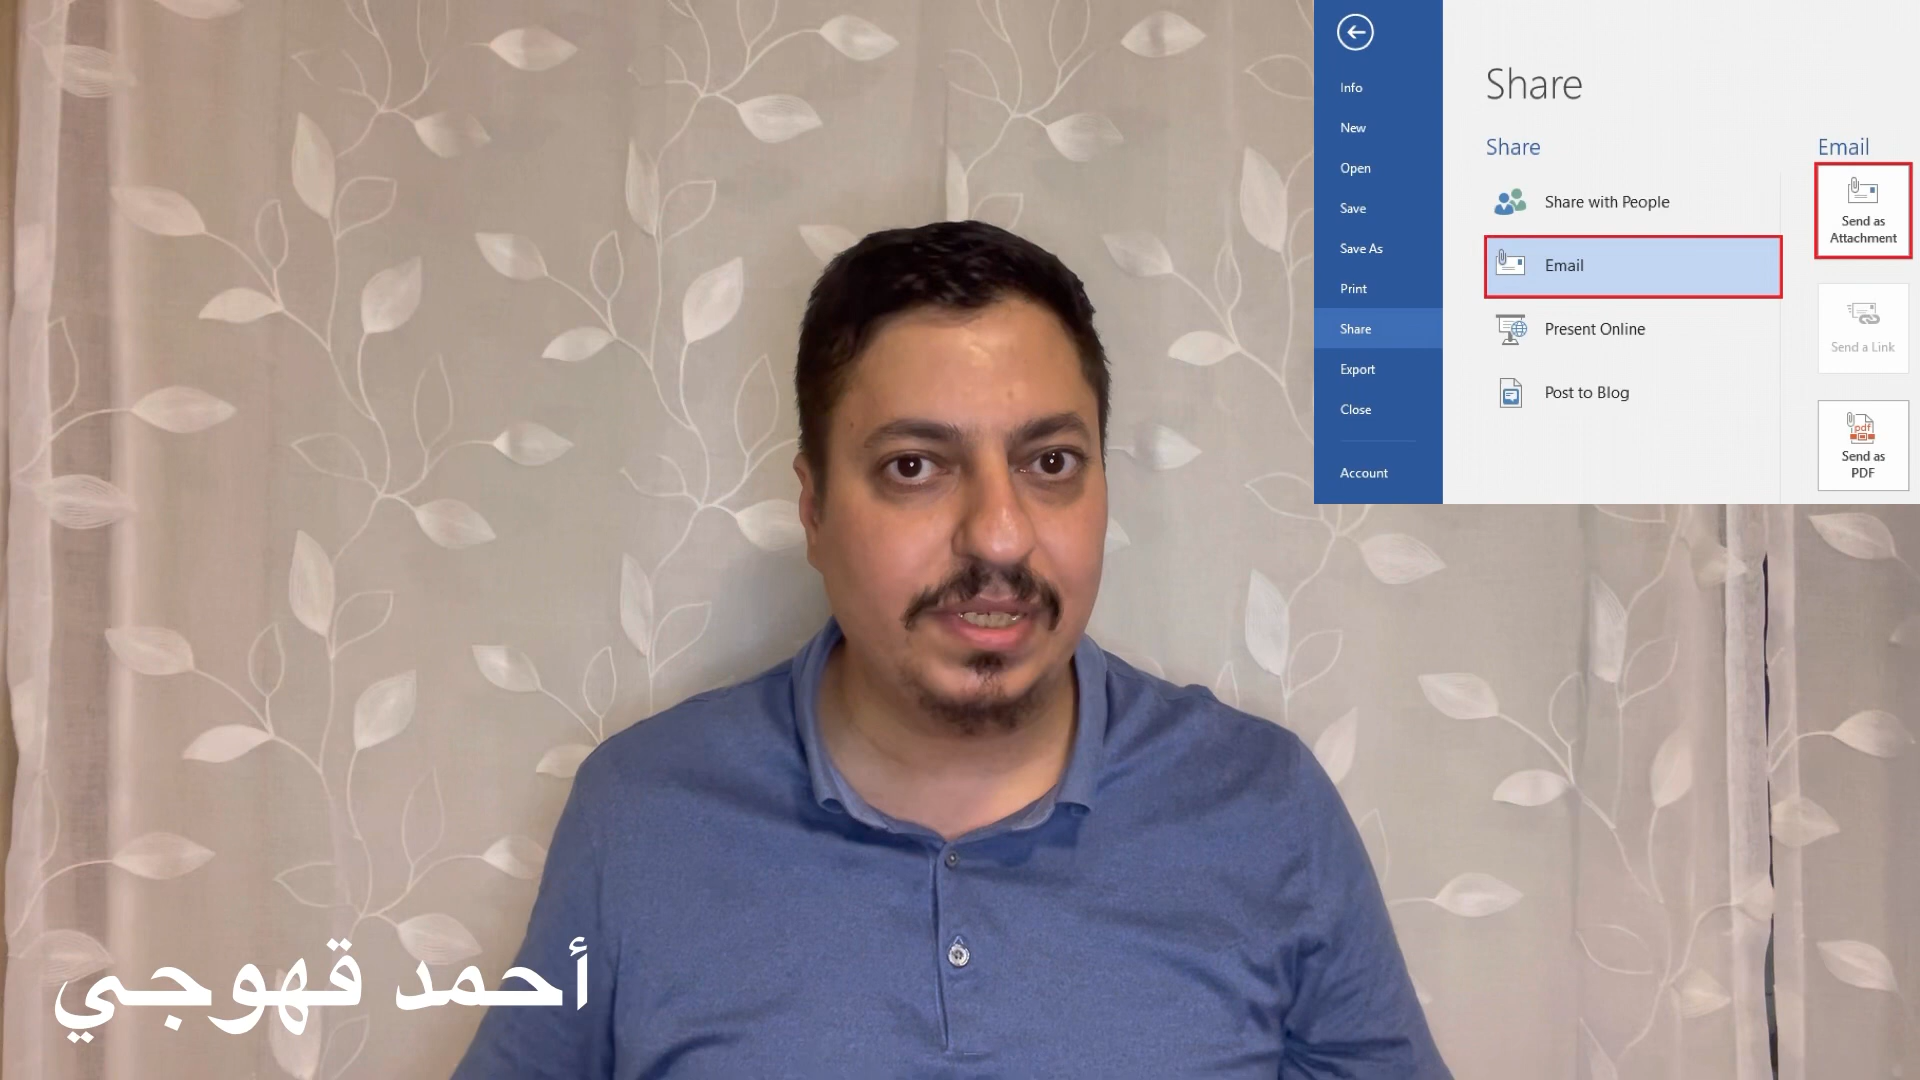 Info
New
Open
Save
Save As
Print
Share
Export
Close
Account
Share
Share
Share with People
Email
Present Online
Post to Blog
Email
Send as
Attachment
Send a Link
pdf
Send as
PDF
أحمد قهوجي